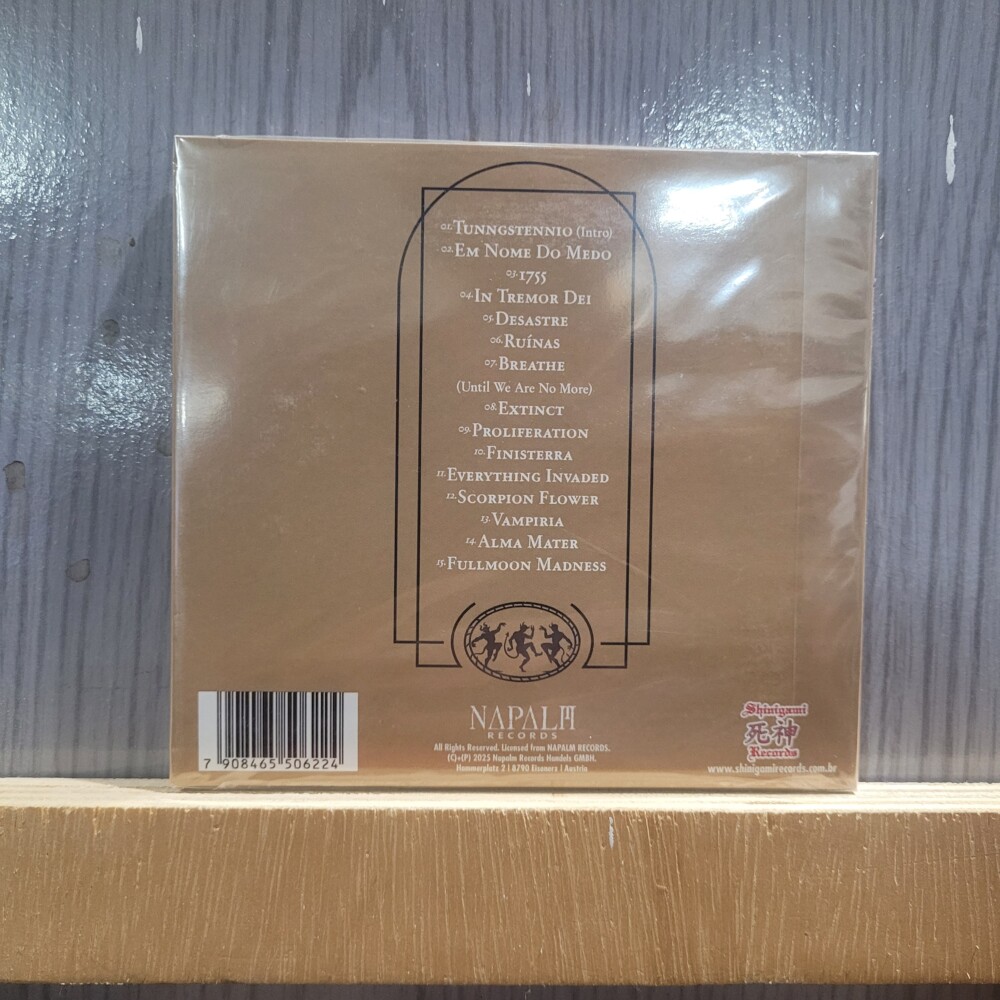 01.Tunngstennio (Intro)
02.Em Nome Do Medo
03.1755
04.In Tremor Dei
05.Desastre
06.Ruínas
07.Breathe
(Until We Are No More)
08.Extinct
09.Proliferation
10.Finisterra
11.Everything Invaded
12.Scorpion Flower
13.Vampiria
14.Alma Mater
15.Fullmoon Madness
NAPALM
RECORDS
All Rights Reserved. Licensed from NAPALM RECORDS.
(C)+(P) 2025 Napalm Records Handels GMBH.
Hammerplatz 2 | 8790 Eisenerz | Austria
7 908465 506224
Shinigami
死神
Records
www.shinigamirecords.com.br